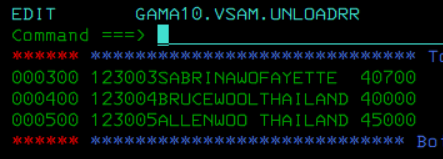 EDIT GAMA10.VSAM.UNLOADRR
Command ===>
****** ******************************* To
000300 123003SABRINAWOFAYETTE 40700
000400 123004BRUCEWOOLTHAILAND 40000
000500 123005ALLENWOO THAILAND 45000
****** ****************************** Bo